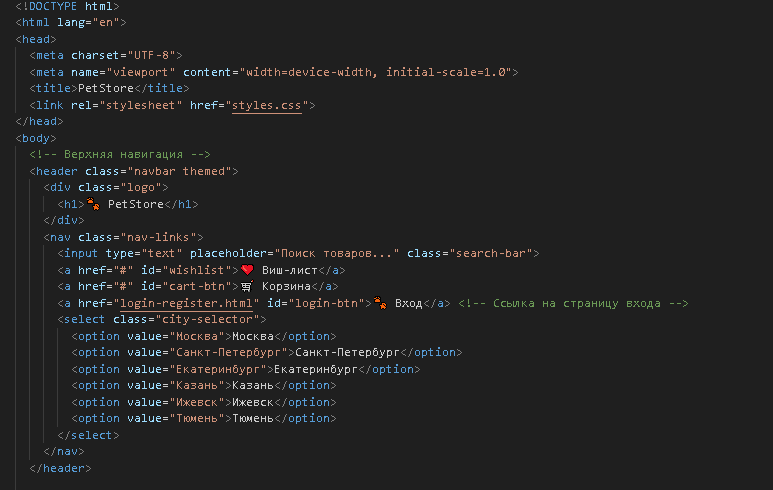 <!DOCTYPE html>
<html lang="en">
<head>
<meta charset="UTF-8">
<meta name="viewport" content="width=device-width, initial-scale=1.0">
<title>PetStore</title>
<link rel="stylesheet" href="styles.css">
</head>
<body>
<!-- Верхняя навигация -->
<header class="navbar themed">
<div class="logo">
<h1>🐾 PetStore</h1>
</div>
<nav class="nav-links">
<input type="text" placeholder="Поиск товаров..." class="search-bar">
<a href="#" id="wishlist">❤️ Виш-лист</a>
<a href="#" id="cart-btn">🛒 Корзина</a>
<a href="login-register.html" id="login-btn">🐾 Вход</a> <!-- Ссылка на страницу входа -->
<select class="city-selector">
<option value="Москва">Москва</option>
<option value="Санкт-Петербург">Санкт-Петербург</option>
<option value="Екатеринбург">Екатеринбург</option>
<option value="Казань">Казань</option>
<option value="Ижевск">Ижевск</option>
<option value="Тюмень">Тюмень</option>
</select>
</nav>
</header>